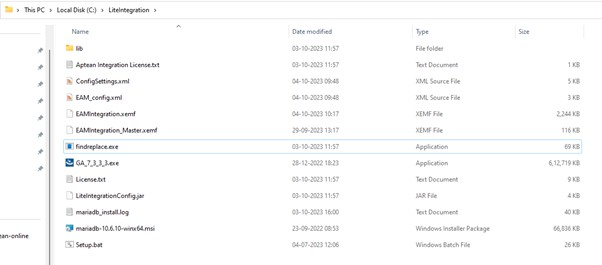 This PC > Local Disk (C:) > LiteIntegration >
Name Date modified Type Size
lib 03-10-2023 11:57 File folder
Aptean Integration License.txt 03-10-2023 11:57 Text Document 1 KB
ConfigSettings.xml 04-10-2023 09:48 XML Source File 5 KB
EAM_config.xml 04-10-2023 09:48 XML Source File 3 KB
EAMIntegration.xemf 04-10-2023 10:17 XEMF File 2,244 KB
EAMIntegration_Master.xemf 29-09-2023 13:17 XEMF File 116 KB
findreplace.exe 03-10-2023 11:57 Application 69 KB
GA_7_3_3_3.exe 28-12-2022 18:23 Application 6,12,719 KB
License.txt 03-10-2023 11:57 Text Document 9 KB
LiteIntegrationConfig.jar 03-10-2023 11:57 JAR File 4 KB
mariadb_install.log 03-10-2023 16:00 Text Document 40 KB
mariadb-10.6.10-winx64.msi 23-09-2022 08:53 Windows Installer Package 66,836 KB
ean-online
Setup.bat 04-07-2023 12:06 Windows Batch File 26 KB